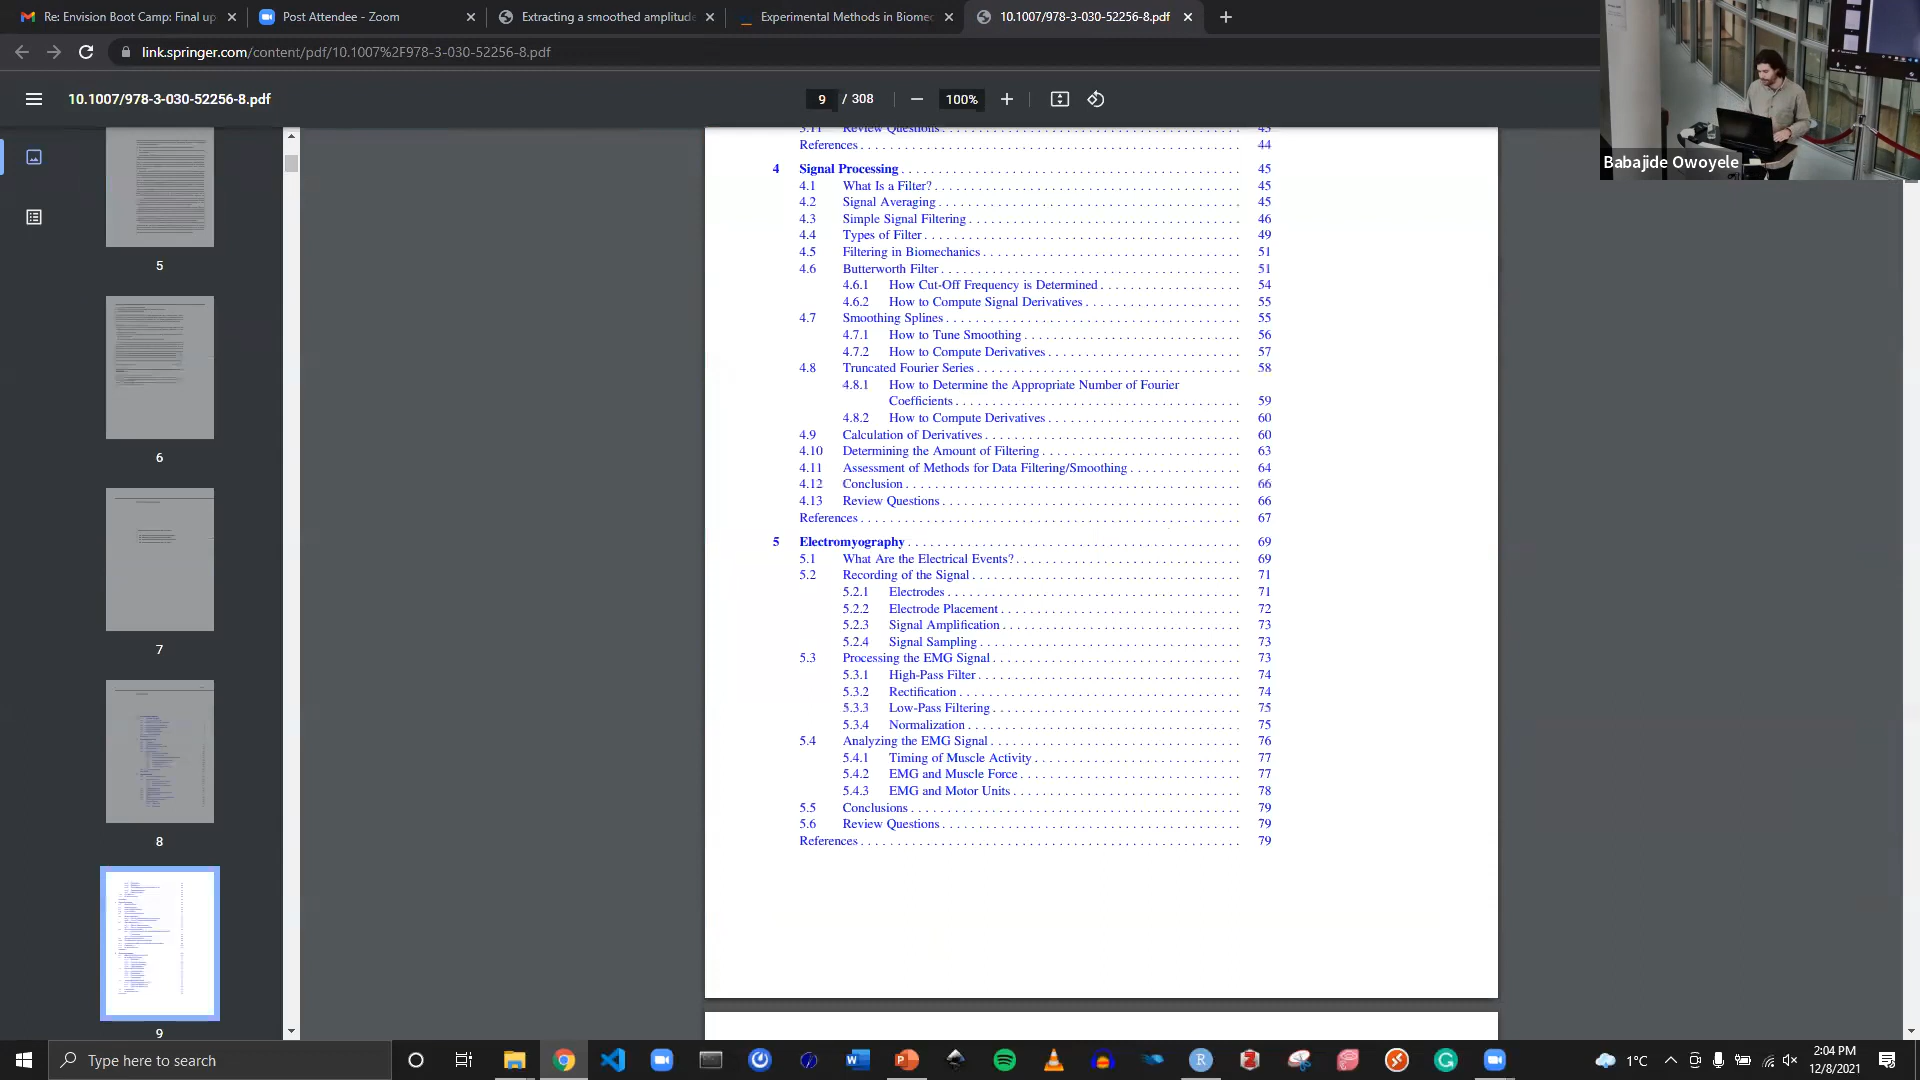 Re: Envision Boot Camp: Final up
Post Attendee - Zoom
Extracting a smoothed amplitude
Experimental Methods in Biomec
10.1007/978-3-030-52256-8.pdf
link.springer.com/content/pdf/10.1007%2F978-3-030-52256-8.pdf
10.1007/978-3-030-52256-8.pdf
9 / 308
100%
Babajide Owoyele
5
6
7
8
9
3.11 Review Questions 43
References 44
4 Signal Processing 45
4.1 What Is a Filter? 45
4.2 Signal Averaging 45
4.3 Simple Signal Filtering 46
4.4 Types of Filter 49
4.5 Filtering in Biomechanics 51
4.6 Butterworth Filter 51
4.6.1 How Cut-Off Frequency is Determined 54
4.6.2 How to Compute Signal Derivatives 55
4.7 Smoothing Splines 55
4.7.1 How to Tune Smoothing 56
4.7.2 How to Compute Derivatives 57
4.8 Truncated Fourier Series 58
4.8.1 How to Determine the Appropriate Number of Fourier
Coefficients 59
4.8.2 How to Compute Derivatives 60
4.9 Calculation of Derivatives 60
4.10 Determining the Amount of Filtering 63
4.11 Assessment of Methods for Data Filtering/Smoothing 64
4.12 Conclusion 66
4.13 Review Questions 66
References 67
5 Electromyography 69
5.1 What Are the Electrical Events? 69
5.2 Recording of the Signal 71
5.2.1 Electrodes 71
5.2.2 Electrode Placement 72
5.2.3 Signal Amplification 73
5.2.4 Signal Sampling 73
5.3 Processing the EMG Signal 73
5.3.1 High-Pass Filter 74
5.3.2 Rectification 74
5.3.3 Low-Pass Filtering 75
5.3.4 Normalization 75
5.4 Analyzing the EMG Signal 76
5.4.1 Timing of Muscle Activity 77
5.4.2 EMG and Muscle Force 77
5.4.3 EMG and Motor Units 78
5.5 Conclusions 79
5.6 Review Questions 79
References 79
Type here to search
1°C
2:04 PM
12/8/2021